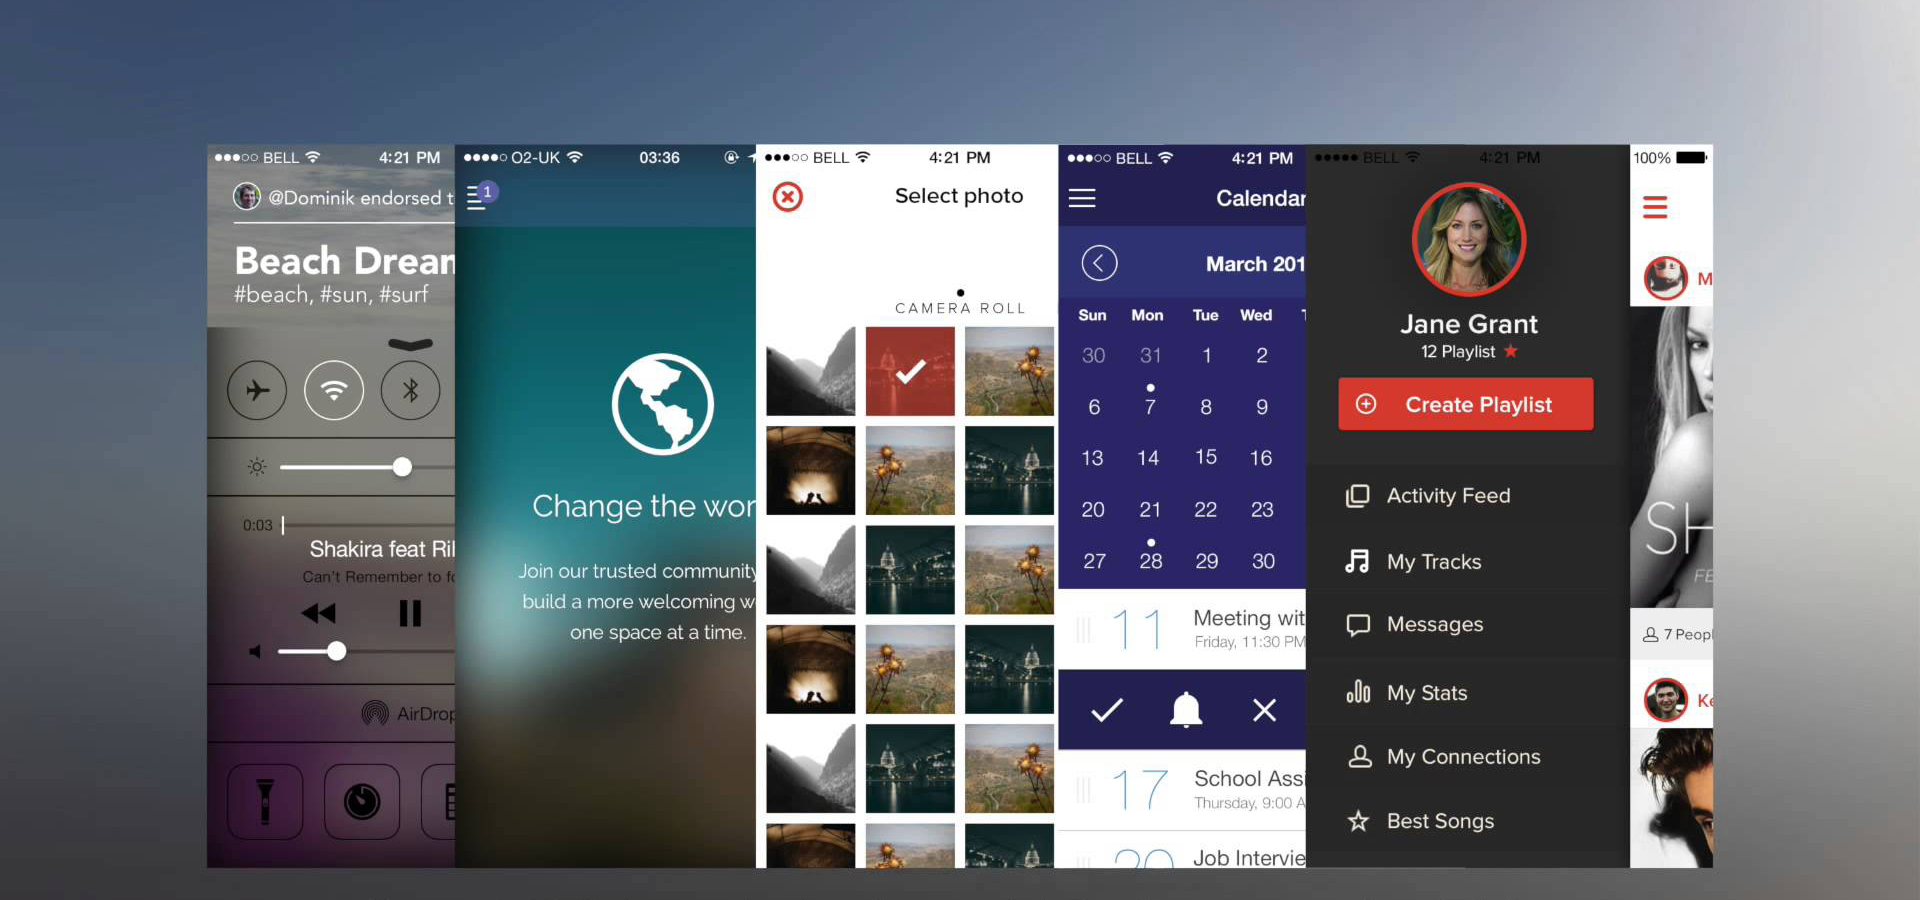 BELL 4:21 PM
@Dominik endorsed t
Beach Drear
#beach, #sun, #surf
0:03
Shakira feat Ri
Can't Remember to fo
AirDrop
O2-UK 03:36
1
Change the wor
Join our trusted community
build a more welcoming w
one space at a time.
BELL 4:21 PM
Select photo
CAMERA ROLL
BELL 4:21 PM
Calendar
March 201
Sun Mon Tue Wed T
30 31 1 2
6 7 8 9
13 14 15 16
20 21 22 23
27 28 29 30
11 Meeting wit
Friday, 11:30 PM
17 School Assi
Thursday, 9:00 A
20 Job Intervie
BELL 4:21 PM
Jane Grant
12 Playlist
Create Playlist
Activity Feed
My Tracks
Messages
My Stats
My Connections
Best Songs
100%
M
SH
FE
7 Peopl
Ke